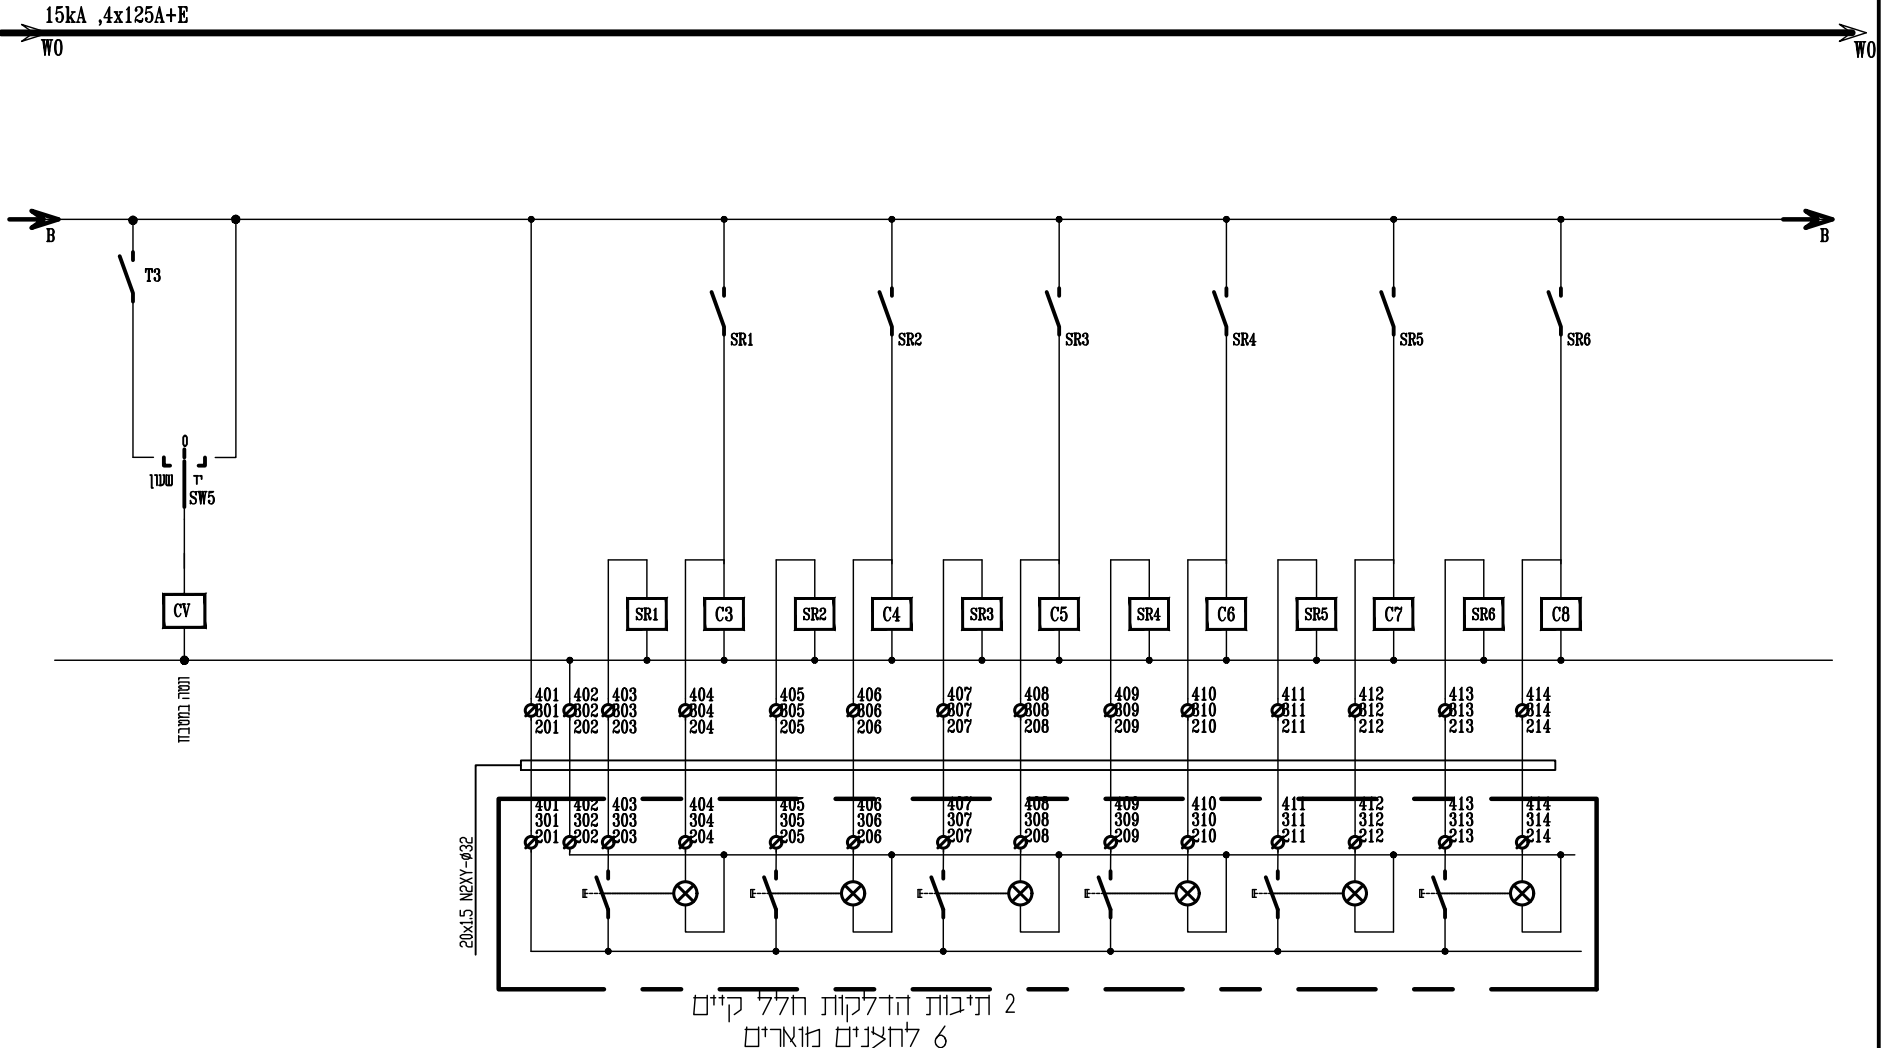 15kA ,4x125A+E
W0
W0
B
B
T3
SR1
SR2
SR3
SR4
SR5
SR6
0
שעון
יד
SW5
CV
SR1
C3
SR2
C4
SR3
C5
SR4
C6
SR5
C7
SR6
C8
401 402 403 404 405 406 407 408 409 410 411 412 413 414
301 302 303 304 305 306 307 308 309 310 311 312 313 314
201 202 203 204 205 206 207 208 209 210 211 212 213 214
401 402 403 404 405 406 407 408 409 410 411 412 413 414
301 302 303 304 305 306 307 308 309 310 311 312 313 314
201 202 203 204 205 206 207 208 209 210 211 212 213 214
20x1.5 N2XY-ø32
2 תיבות הדלקות חלל קיים
6 לחצנים מוארים